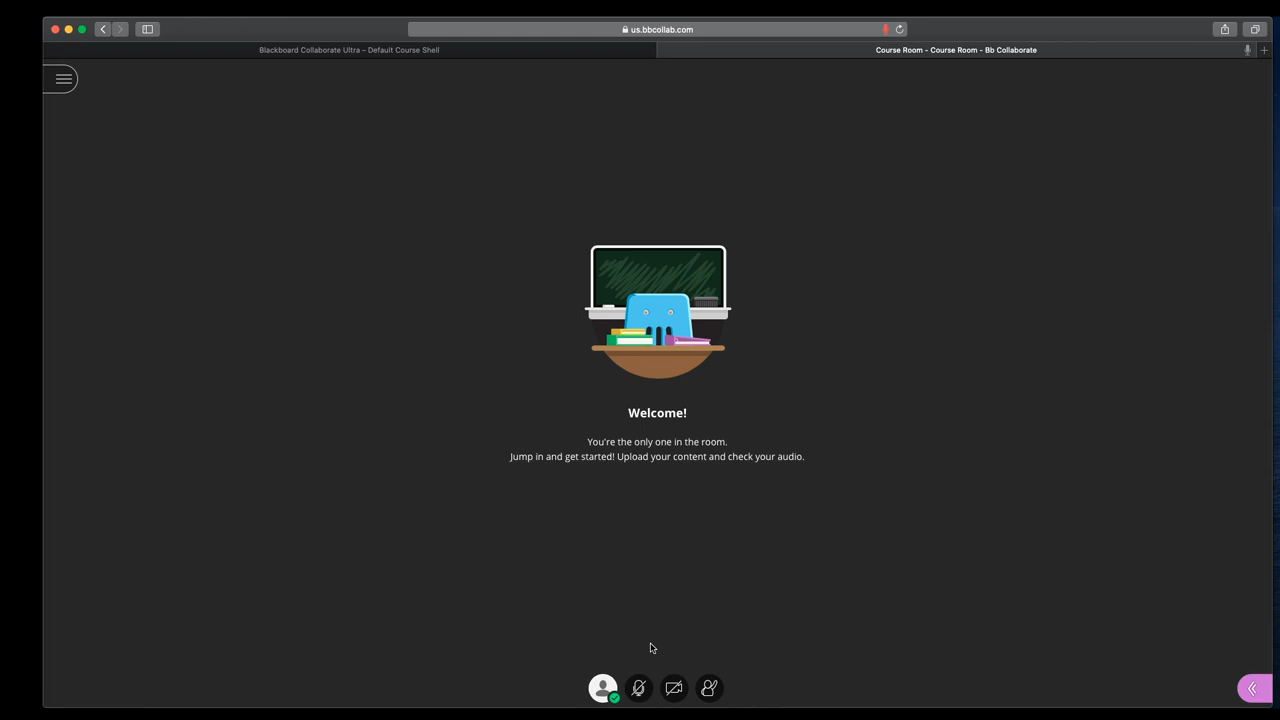 us.bbcollab.com
Blackboard Collaborate Ultra – Default Course Shell
Course Room - Course Room - Bb Collaborate
Welcome!
You're the only one in the room.
Jump in and get started! Upload your content and check your audio.